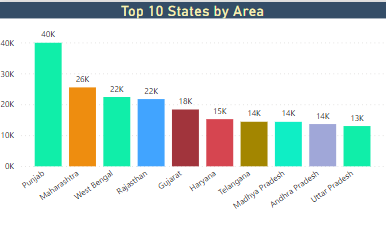 Top 10 States by Area
40K
30K
20K
10K
0K
40K
26K
22K
22K
18K
15K
14K
14K
14K
13K
Punjab
Maharashtra
West Bengal
Rajasthan
Gujarat
Haryana
Telangana
Madhya Pradesh
Andhra Pradesh
Uttar Pradesh